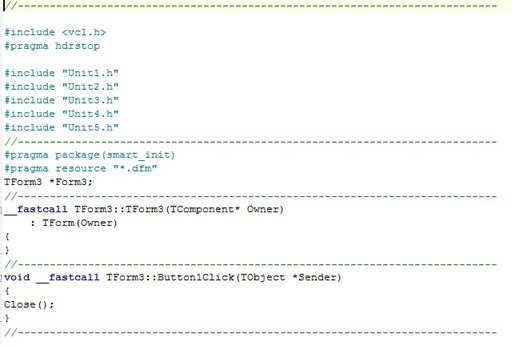 //---------------------------------------------------------------------------
#include <vcl.h>
#pragma hdrstop
#include "Unit1.h"
#include "Unit2.h"
#include "Unit3.h"
#include "Unit4.h"
#include "Unit5.h"
//---------------------------------------------------------------------------
#pragma package(smart_init)
#pragma resource "*.dfm"
TForm3 *Form3;
//---------------------------------------------------------------------------
__fastcall TForm3::TForm3(TComponent* Owner)
    : TForm(Owner)
{
}
//---------------------------------------------------------------------------
void __fastcall TForm3::Button1Click(TObject *Sender)
{
Close();
}
//---------------------------------------------------------------------------